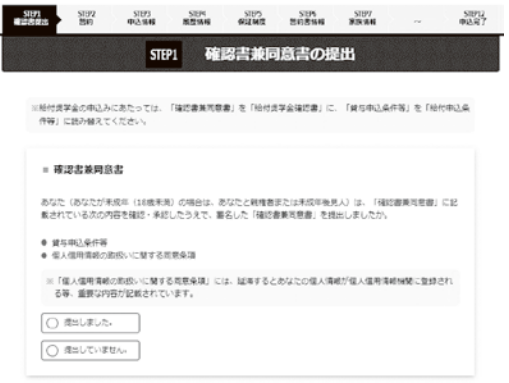 STEP1 STEP2 STEP3 STEP4 STEP5 STEP6 STEP7 STEP12
確認書提出 誓約 申込情報 履歴情報 保証制度 誓約書情報 家族情報 ～ 申込完了
STEP1 確認書兼同意書の提出
※給付奨学金の申込みにあたっては、「確認書兼同意書」を「給付奨学金確認書」に、「貸与申込条件等」を「給付申込条
件等」に読み替えてください。
■ 確認書兼同意書
あなた（あなたが未成年（18歳未満）の場合は、あなたと親権者または未成年後見人）は、「確認書兼同意書」に記
載されている次の内容を確認・承認したうえで、署名した「確認書兼同意書」を提出しましたか。
● 貸与申込条件等
● 個人信用情報の取扱いに関する同意条項
※「個人信用情報の取扱いに関する同意条項」には、延滞するとあなたの個人情報が個人信用情報機関に登録され
る等、重要な内容が記載されています。
提出しました。
提出していません。